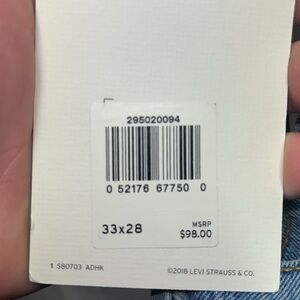 295020094
0 52176 67750 0
33x28
MSRP
$98.00
1 S80703 ADHK
©2018 LEVI STRAUSS & CO.